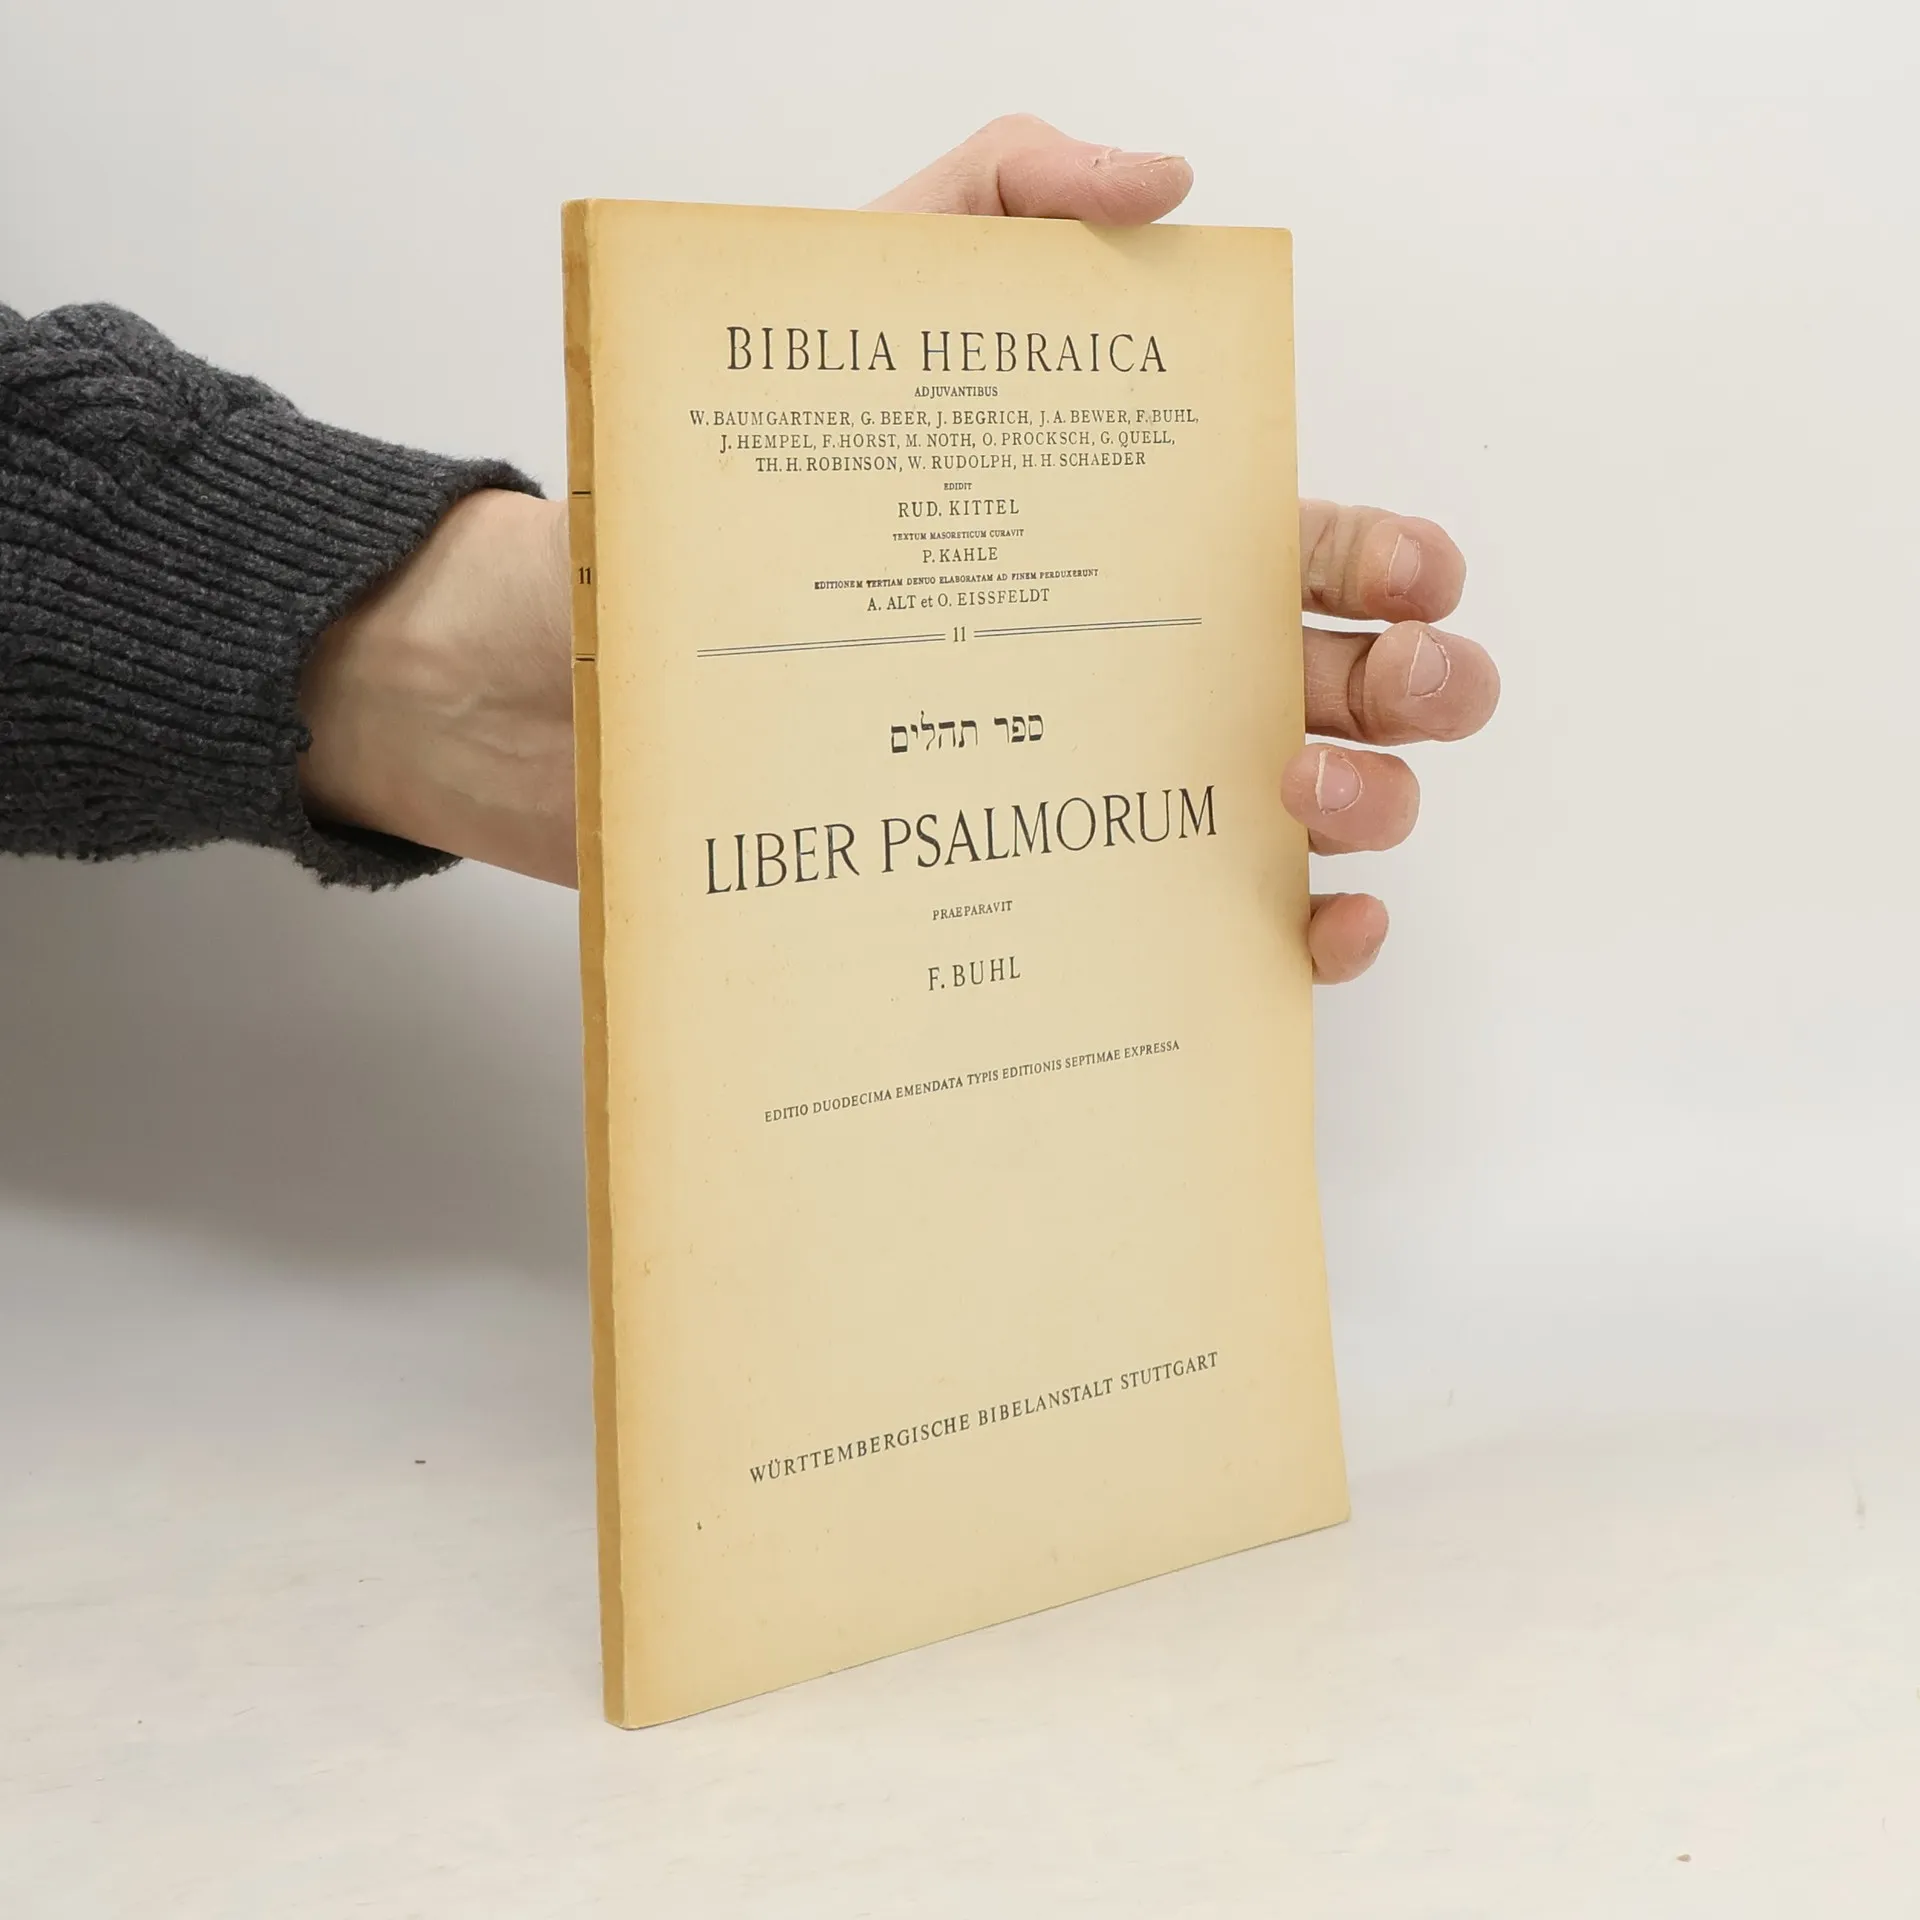 BIBLIA HEBRAICA
ADJUVANTIBUS
W. BAUMGARTNER, G. BEER, J. BEGRICH, J. A. BEWER, F. BUHL,
J. HEMPEL, F. HORST, M. NOTH, O. PROCKSCH, G. QUELL,
TH. H. ROBINSON, W. RUDOLPH, H. H. SCHAEDER
EDIDIT
RUD. KITTEL
TEXTUM MASORETICUM CURAVIT
P. KAHLE
EDITIONEM TERTIAM DENUO ELABORATAM AD FINEM PERDUXERUNT
A. ALT et O. EISSFELDT
11
11
ספר תהלים
LIBER PSALMORUM
PRAEPARAVIT
F. BUHL
EDITIO DUODECIMA EMENDATA TYPIS EDITIONIS SEPTIMAE EXPRESSA
WÜRTTEMBERGISCHE BIBELANSTALT STUTTGART